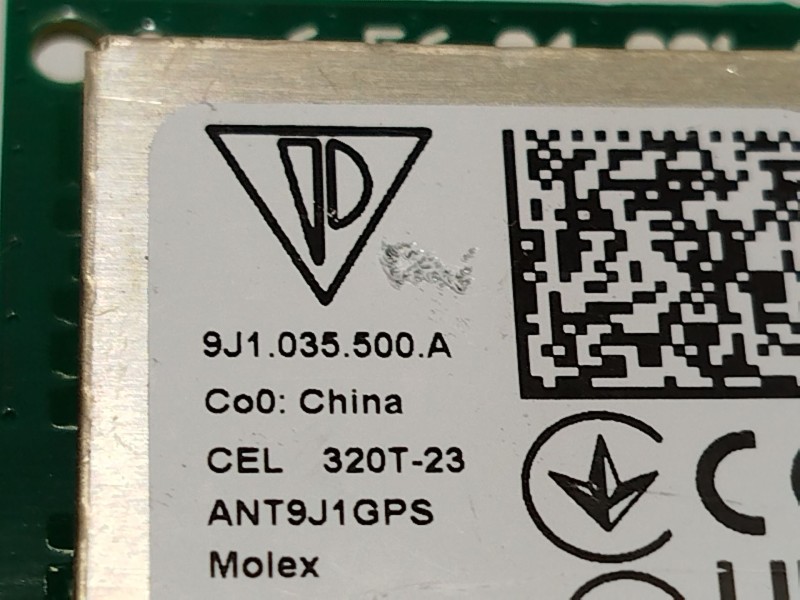 9J1.035.500.A
Co0: China
CEL 320T-23
ANT9J1GPS
Molex